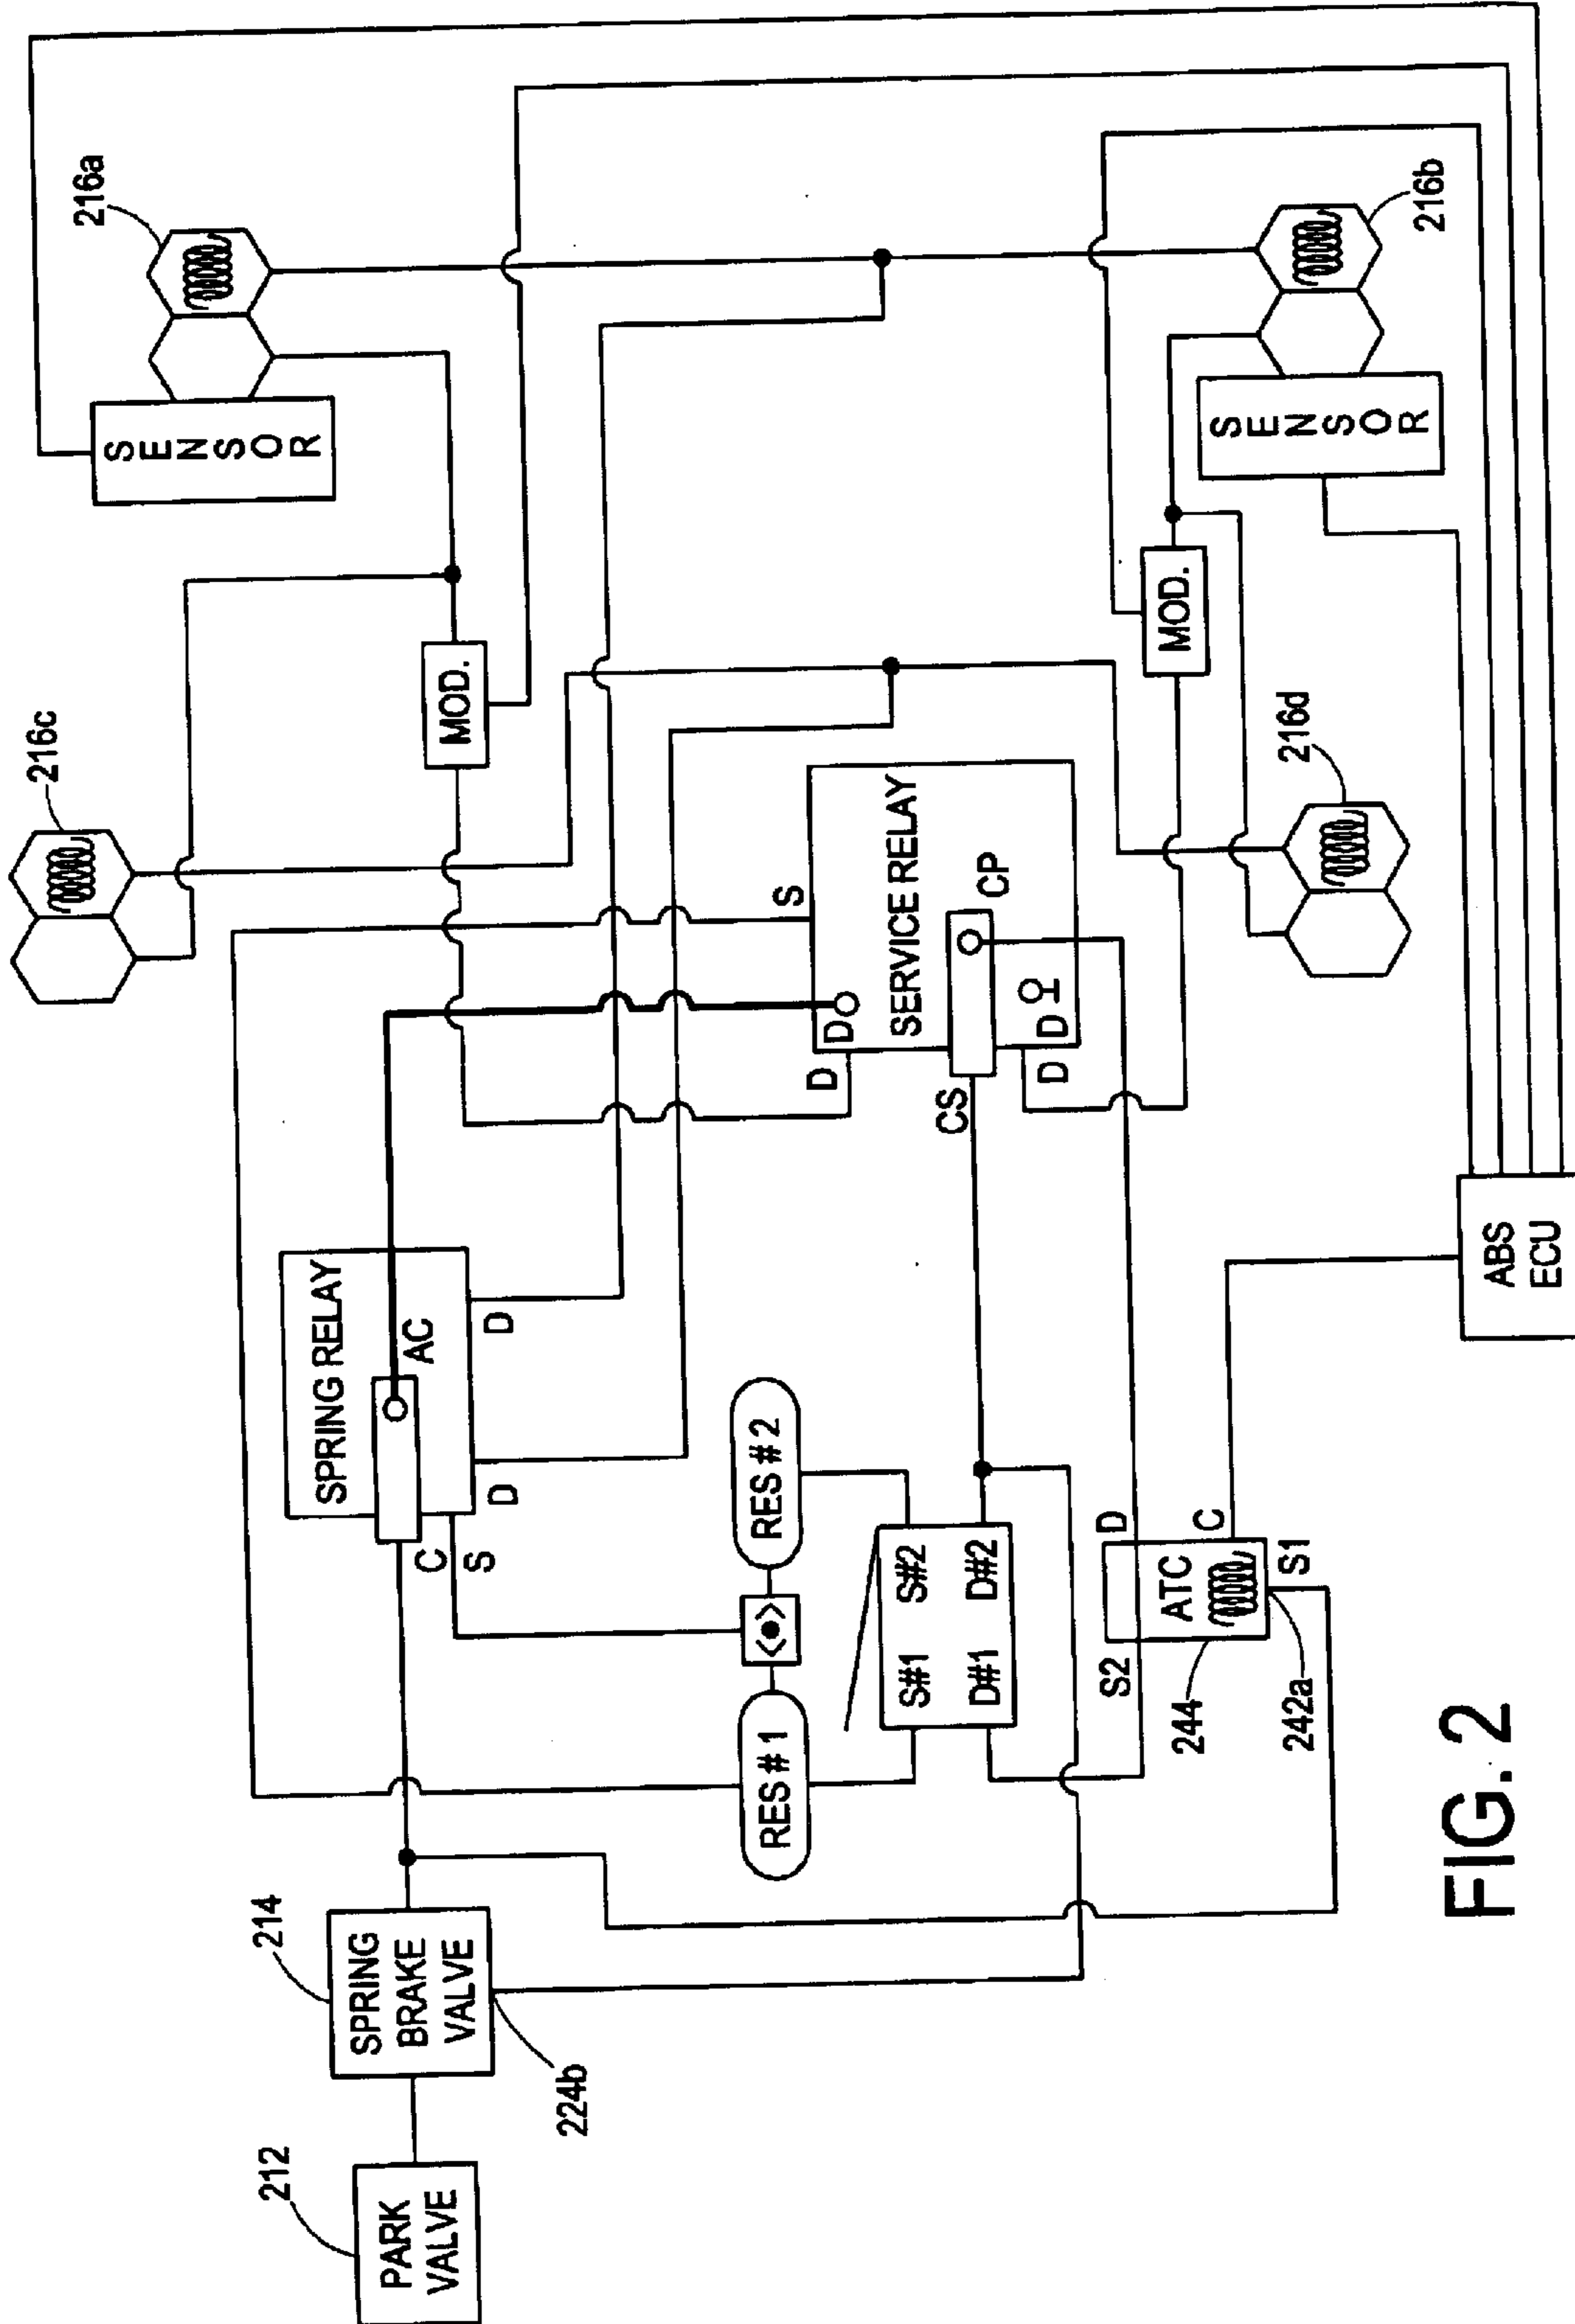 216a
216c
SENSOR
MOD.
216b
SENSOR
MOD.
216d
SPRING RELAY
AC
C
S
D
D
SERVICE RELAY
S
D
D
CS
CP
D
D
RES # 2
RES # 1
S#1 S#2
D#1 D#2
S2
D
ATC
C
S1
244
242a
ABS
ECU
214
SPRING
BRAKE
VALVE
224b
212
PARK
VALVE
FIG. 2